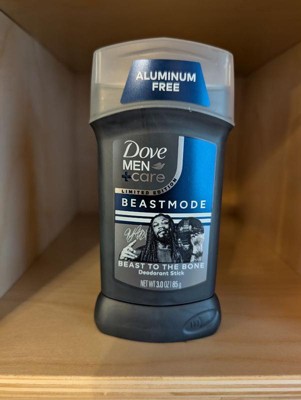 ALUMINUM
FREE
Dove
MEN
+care
LIMITED EDITION
BEASTMODE
BEAST TO THE BONE
Deodorant Stick
NET WT 3.0 OZ (85 g)